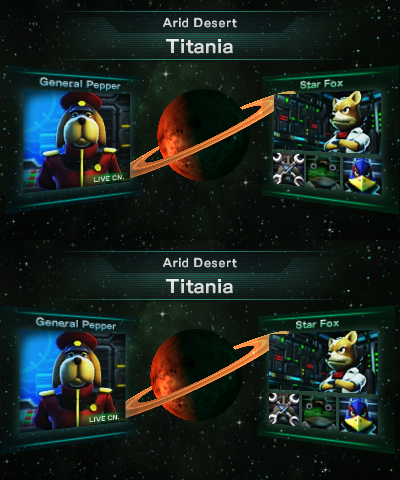 Arid Desert
Titania
General Pepper
Star Fox
LIVE CN.
Arid Desert
Titania
General Pepper
Star Fox
LIVE CN.